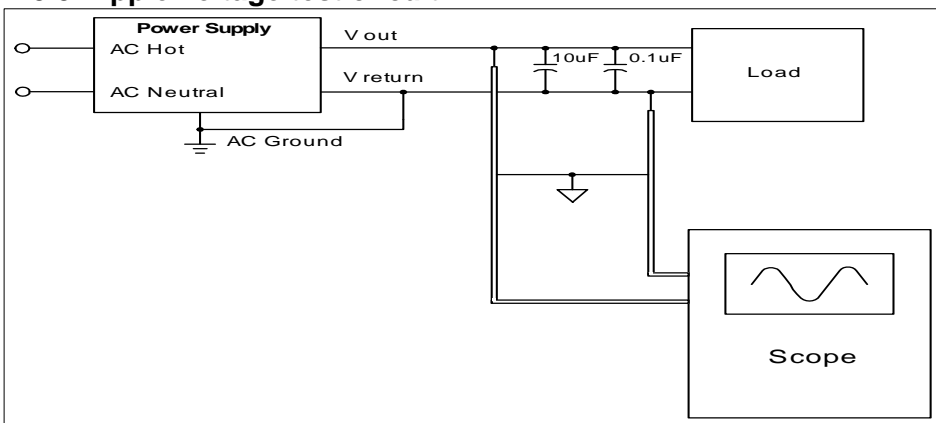 Power Supply
AC Hot
AC Neutral
V out
V return
AC Ground
10uF
0.1uF
Load
Scope